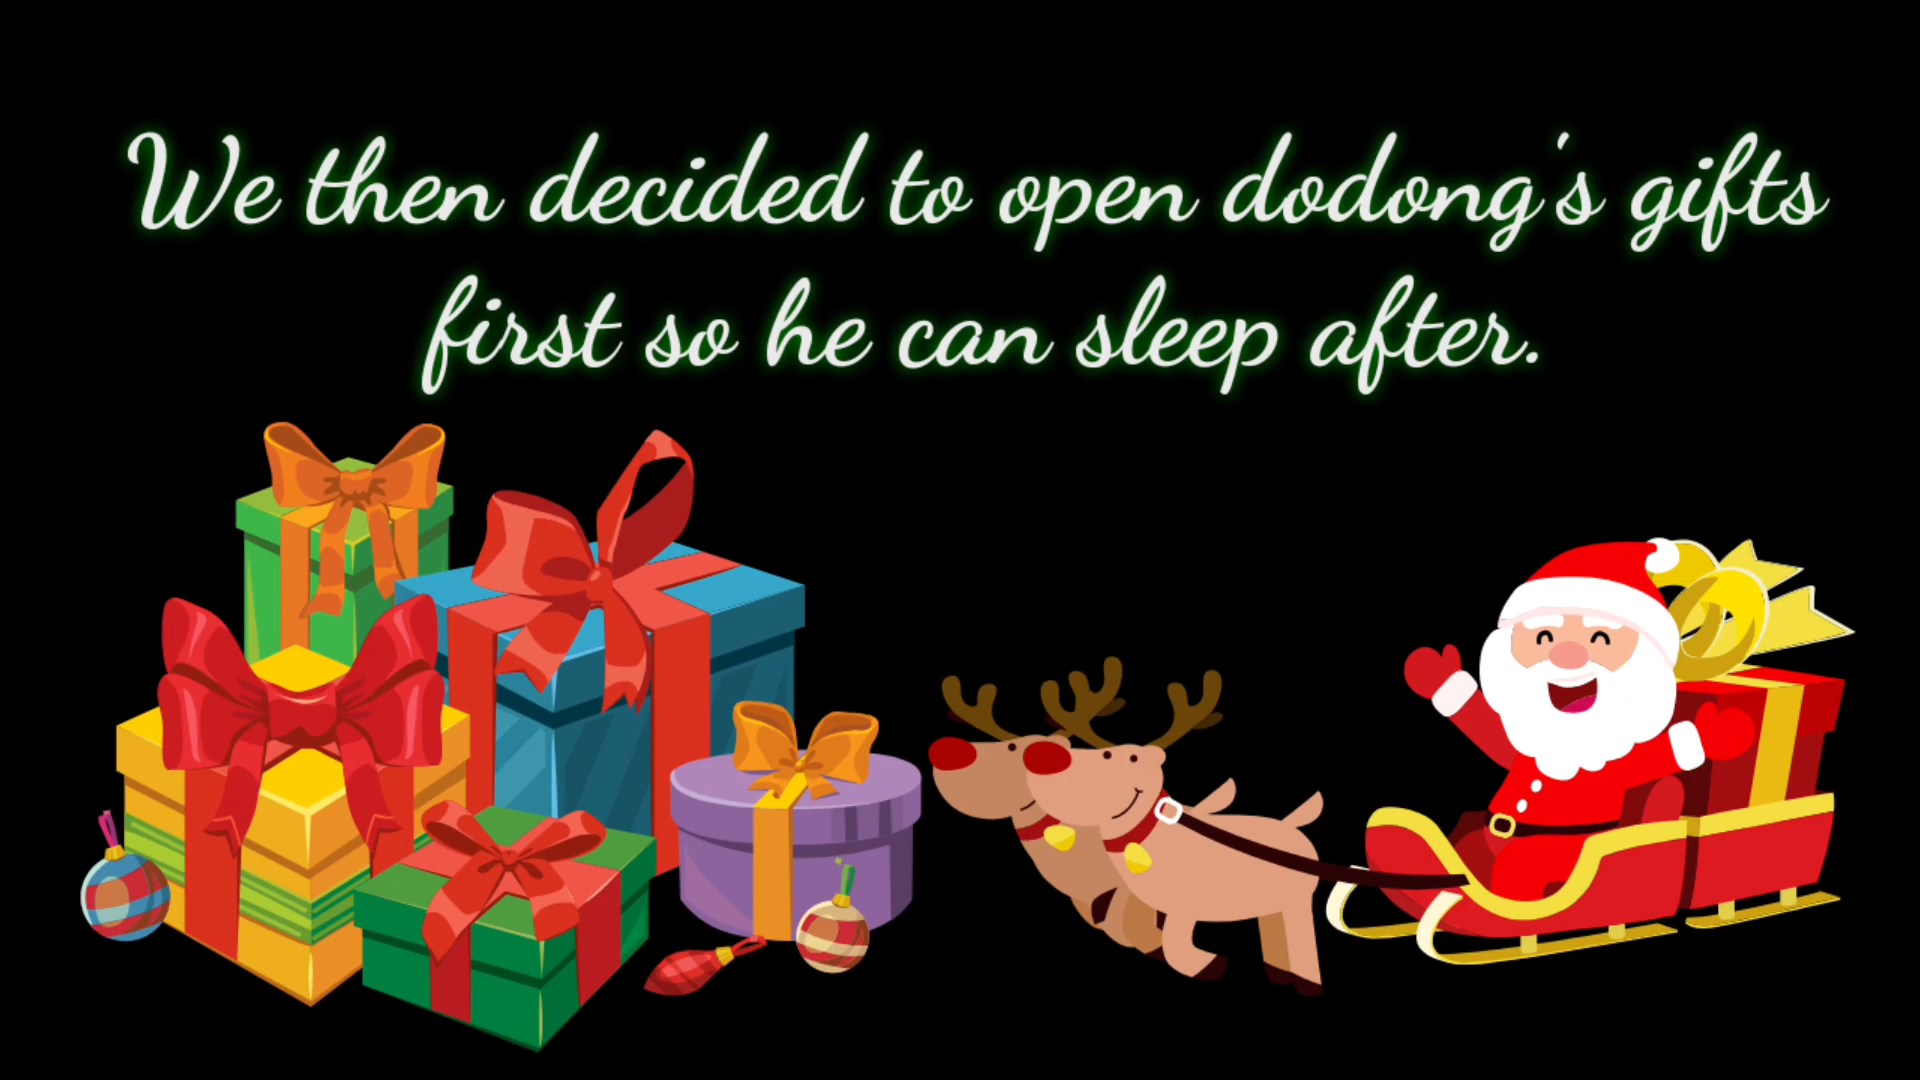 We then decided to open dodong's gifts
first so he can sleep after.